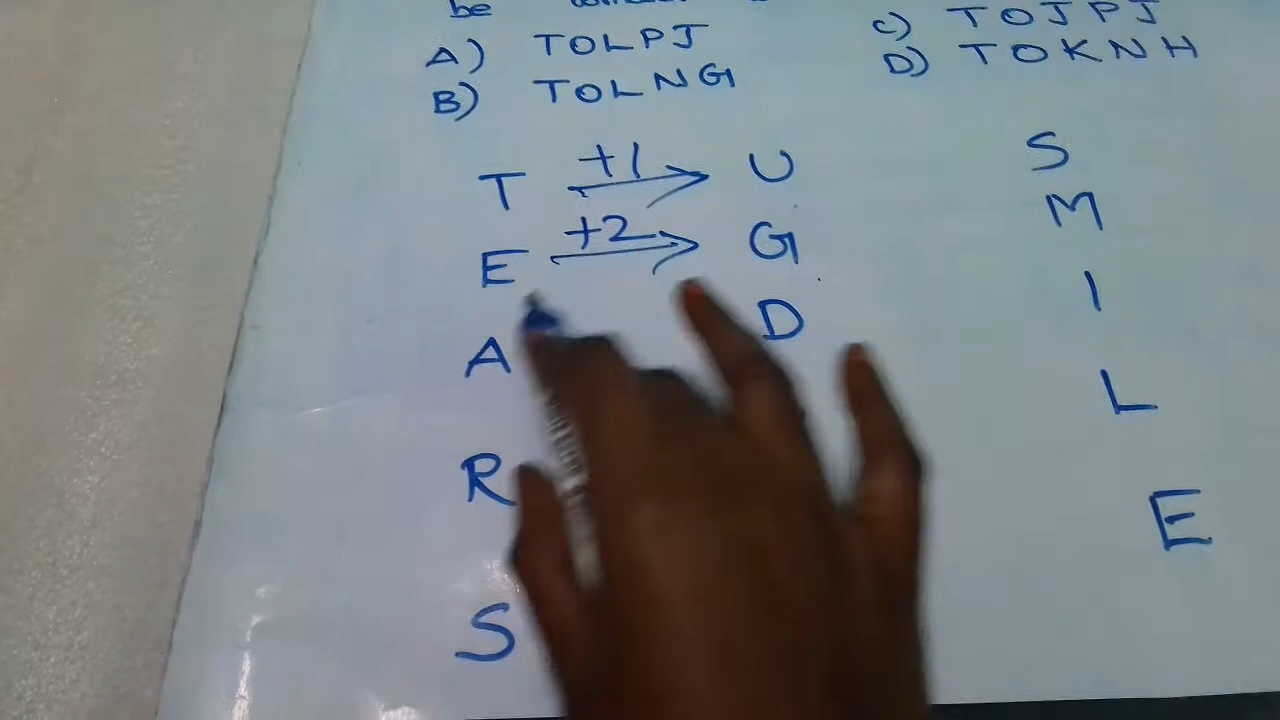 be
A) TOLPJ C) TOJPJ
B) TOLNG D) TOKNH
T +1 U S
E +2 G M
A D I
R L
S E